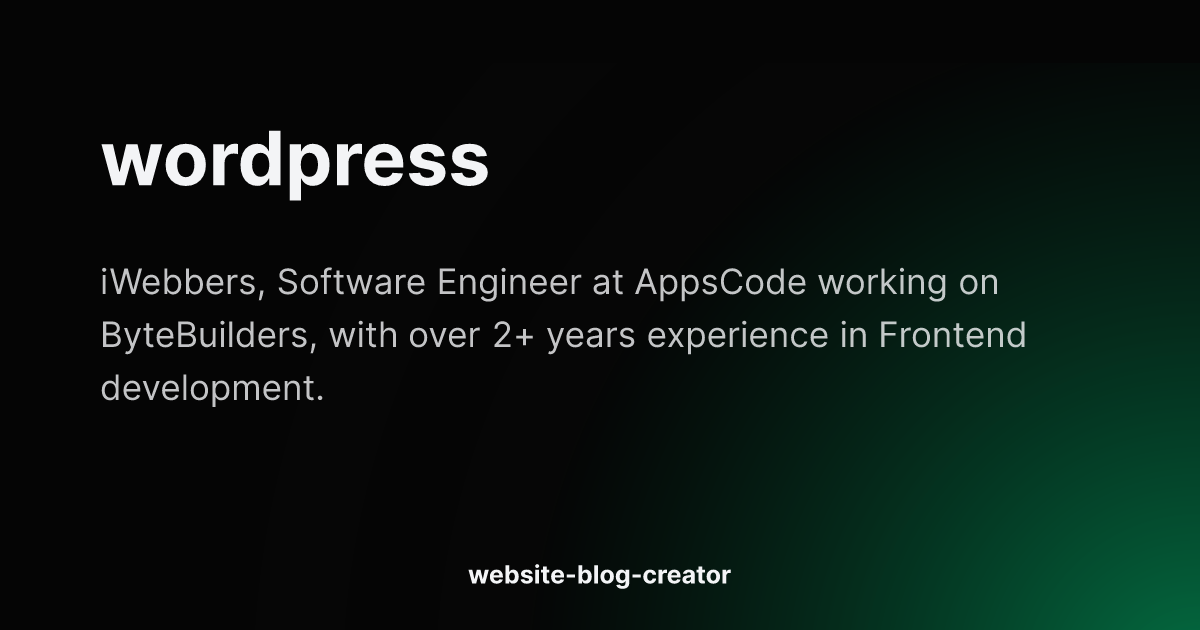 wordpress
iWebbers, Software Engineer at AppsCode working on
ByteBuilders, with over 2+ years experience in Frontend
development.
website-blog-creator